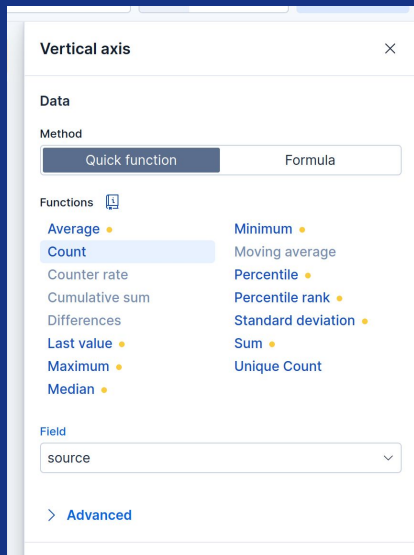 Vertical axis
Data
Method
Quick function
Formula
Functions
Average
Count
Counter rate
Cumulative sum
Differences
Last value
Maximum
Median
Minimum
Moving average
Percentile
Percentile rank
Standard deviation
Sum
Unique Count
Field
source
Advanced